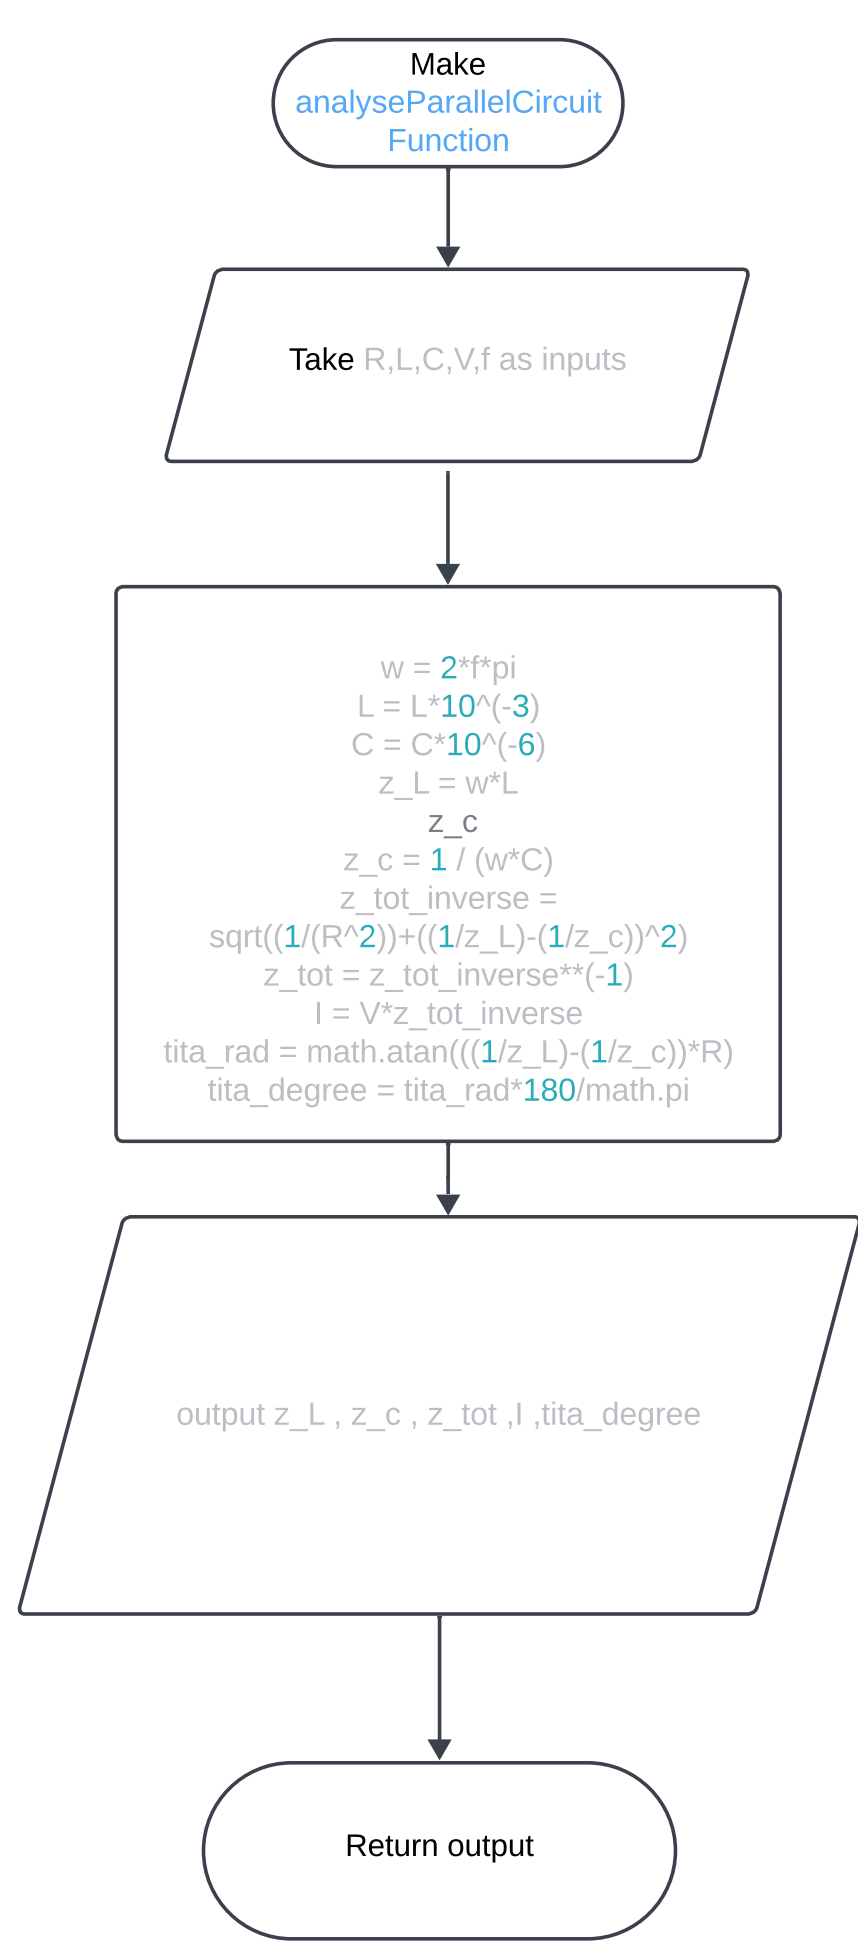 Make
analyseParallelCircuit
Function
Take R,L,C,V,f as inputs
w = 2*f*pi
L = L*10^(-3)
C = C*10^(-6)
z_L = w*L
z_c
z_c = 1 / (w*C)
z_tot_inverse =
sqrt((1/(R^2))+((1/z_L)-(1/z_c))^2)
z_tot = z_tot_inverse**(-1)
I = V*z_tot_inverse
tita_rad = math.atan(((1/z_L)-(1/z_c))*R)
tita_degree = tita_rad*180/math.pi
output z_L , z_c , z_tot ,I ,tita_degree
Return output